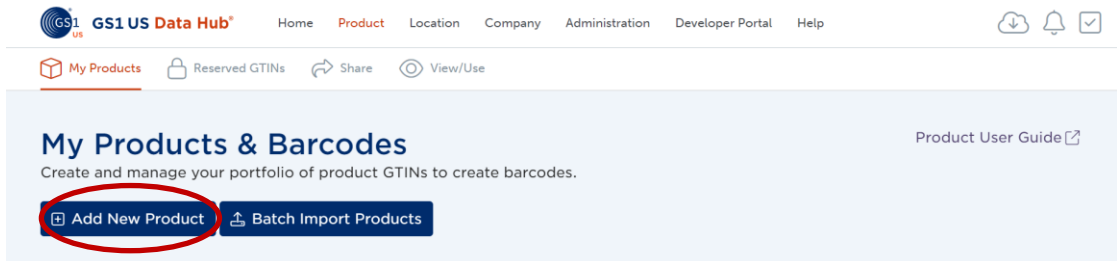 GS1 US
GS1 US Data Hub® Home Product Location Company Administration Developer Portal Help
My Products Reserved GTINs Share View/Use
My Products & Barcodes
Product User Guide
Create and manage your portfolio of product GTINs to create barcodes.
Add New Product Batch Import Products